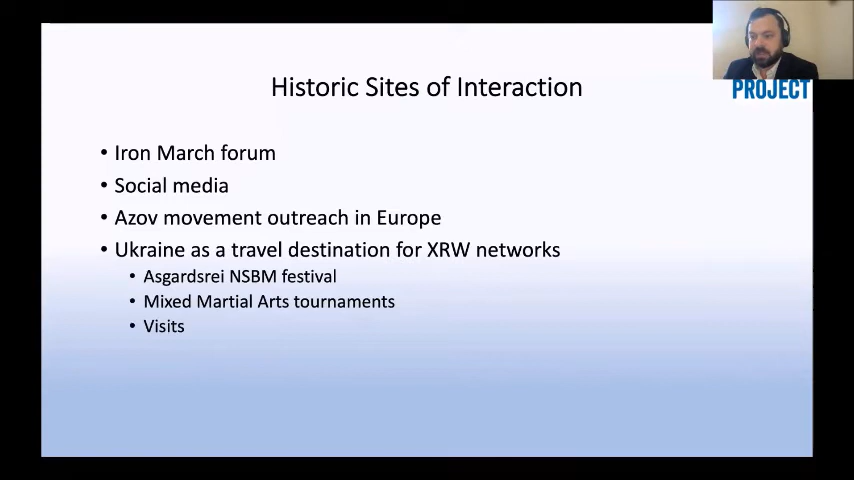 PROJECT
Historic Sites of Interaction
• Iron March forum
• Social media
• Azov movement outreach in Europe
• Ukraine as a travel destination for XRW networks
• Asgardsrei NSBM festival
• Mixed Martial Arts tournaments
• Visits